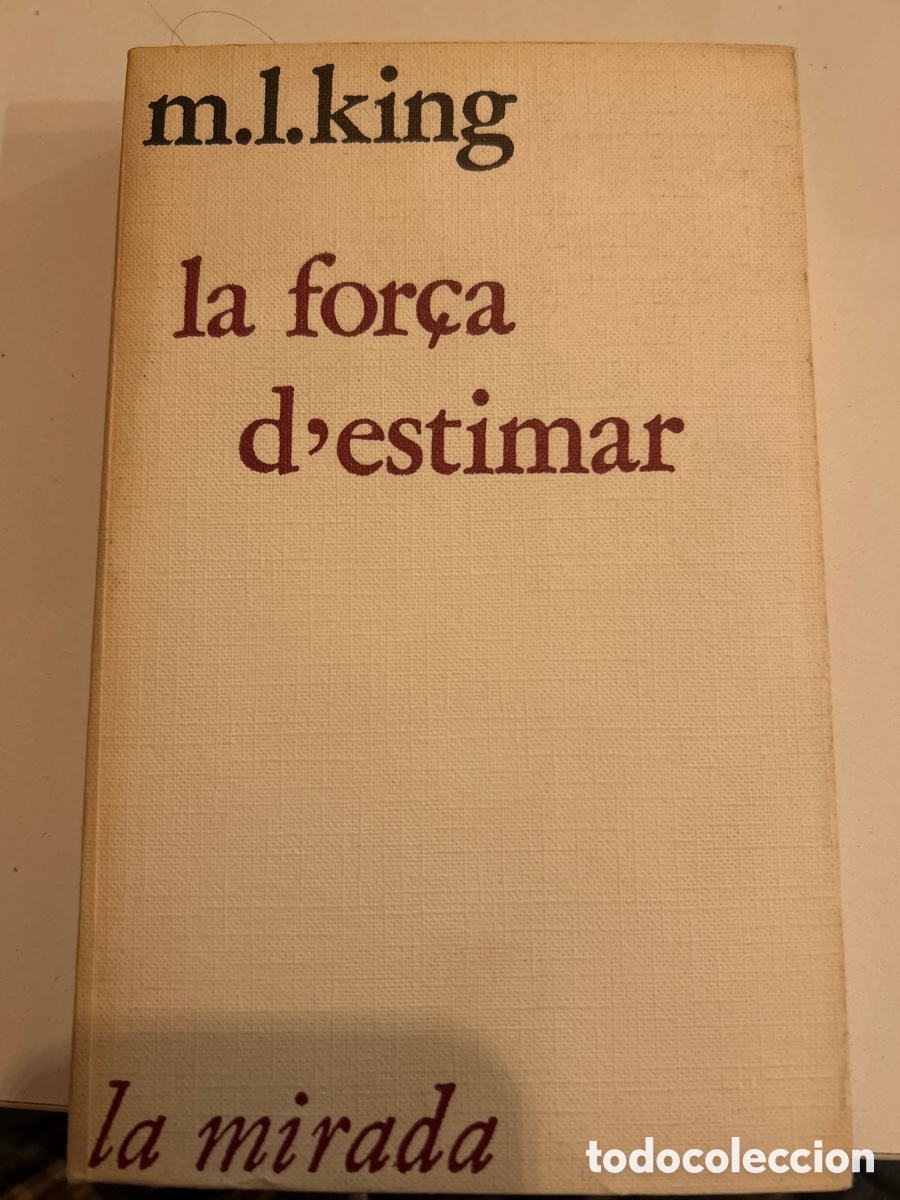 m.l.king
la força
d'estimar
la mirada
todocoleccion